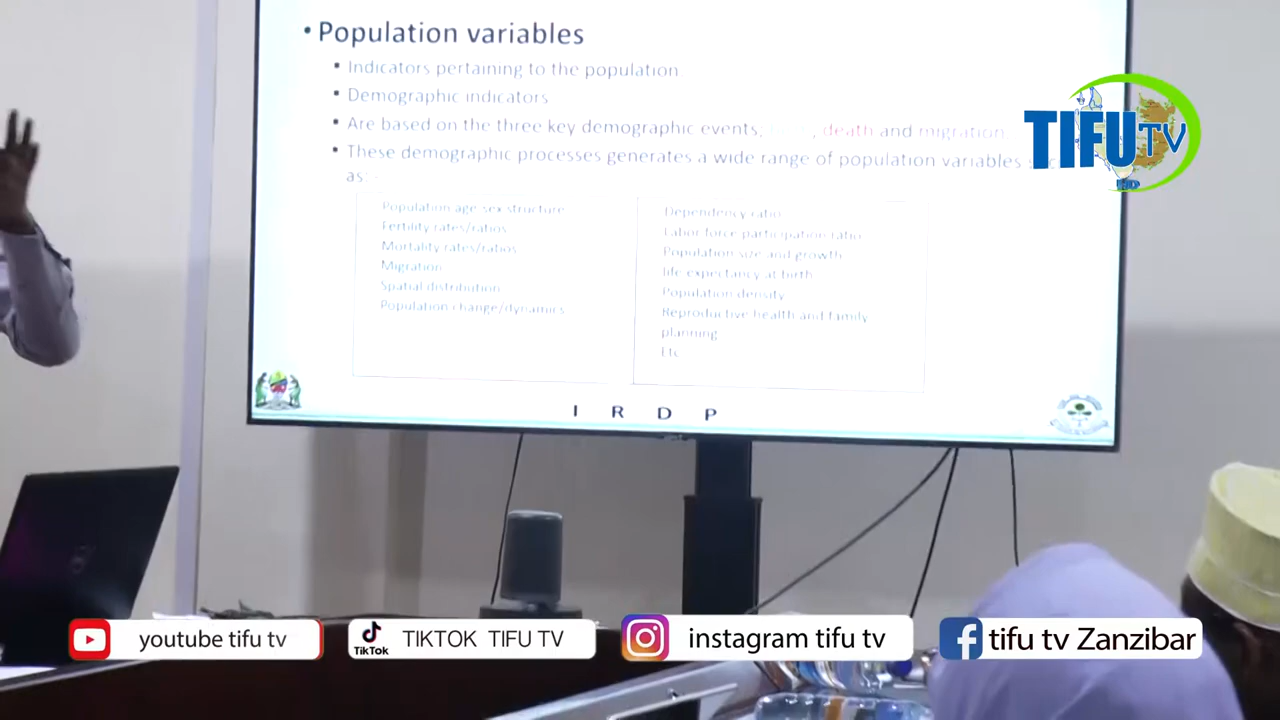 • Population variables
▪ Indicators pertaining to the population
▪ Demographic indicators
▪ Are based on the three key demographic events; death and migration
▪ These demographic processes generates a wide range of population variables
as:
Population age-sex structure
Fertility rates/ratios
Mortality rates/ratios
Migration
Spatial distribution
Population change/dynamics
Dependency ratio
Labor force participation ratio
Population size and growth
life expectancy at birth
Population density
Reproductive health and family
planning
Etc
I R D P
TIFU TV
HD
youtube tifu tv
TikTok
TIKTOK TIFU TV
instagram tifu tv
tifu tv Zanzibar